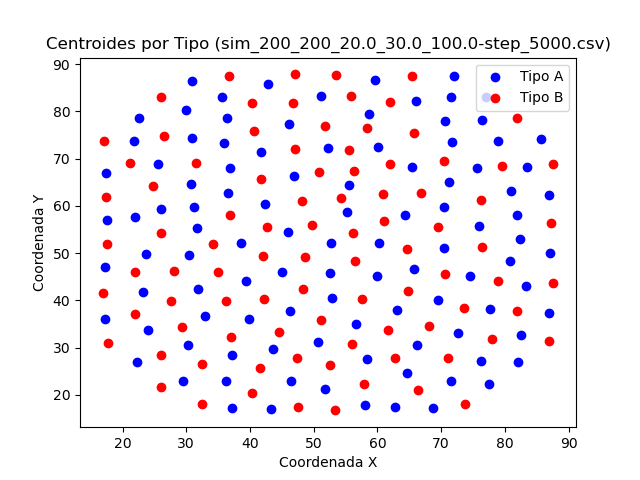 Centroides por Tipo (sim_200_200_20.0_30.0_100.0-step_5000.csv)
Tipo A
Tipo B
90
80
70
60
50
40
30
20
Coordenada Y
20 30 40 50 60 70 80 90
Coordenada X